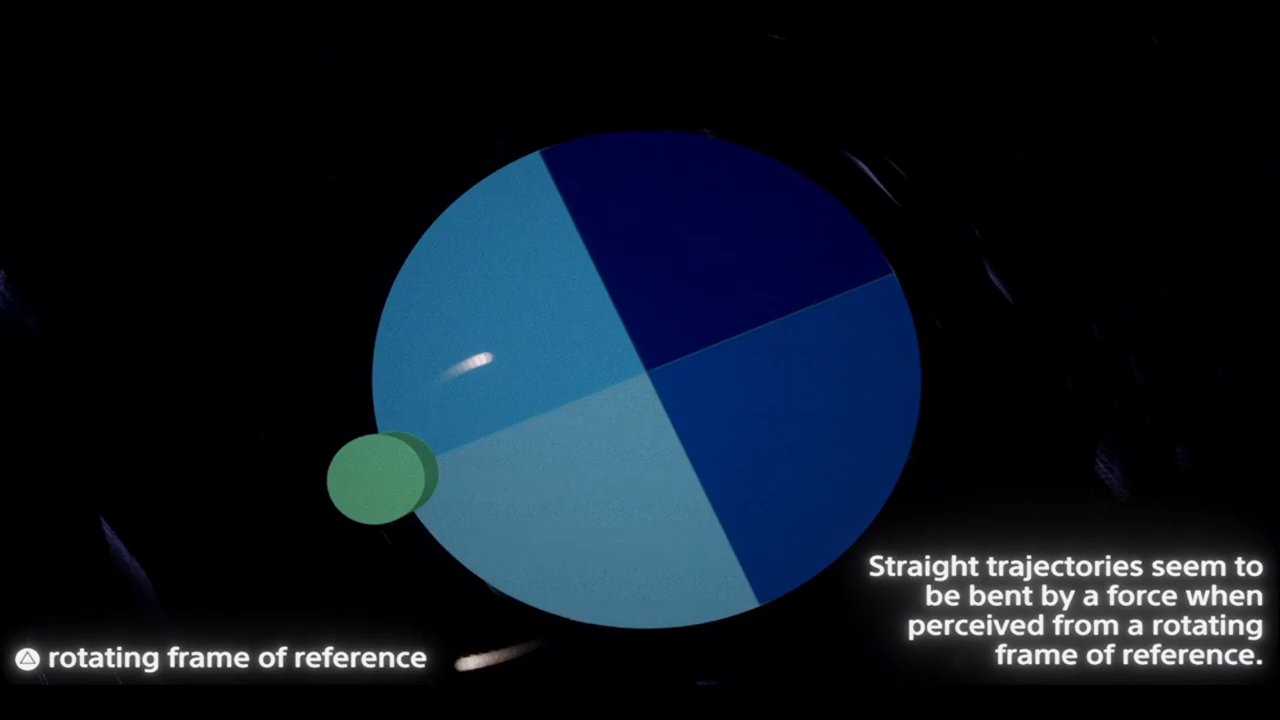 Straight trajectories seem to
be bent by a force when
perceived from a rotating
frame of reference.
rotating frame of reference